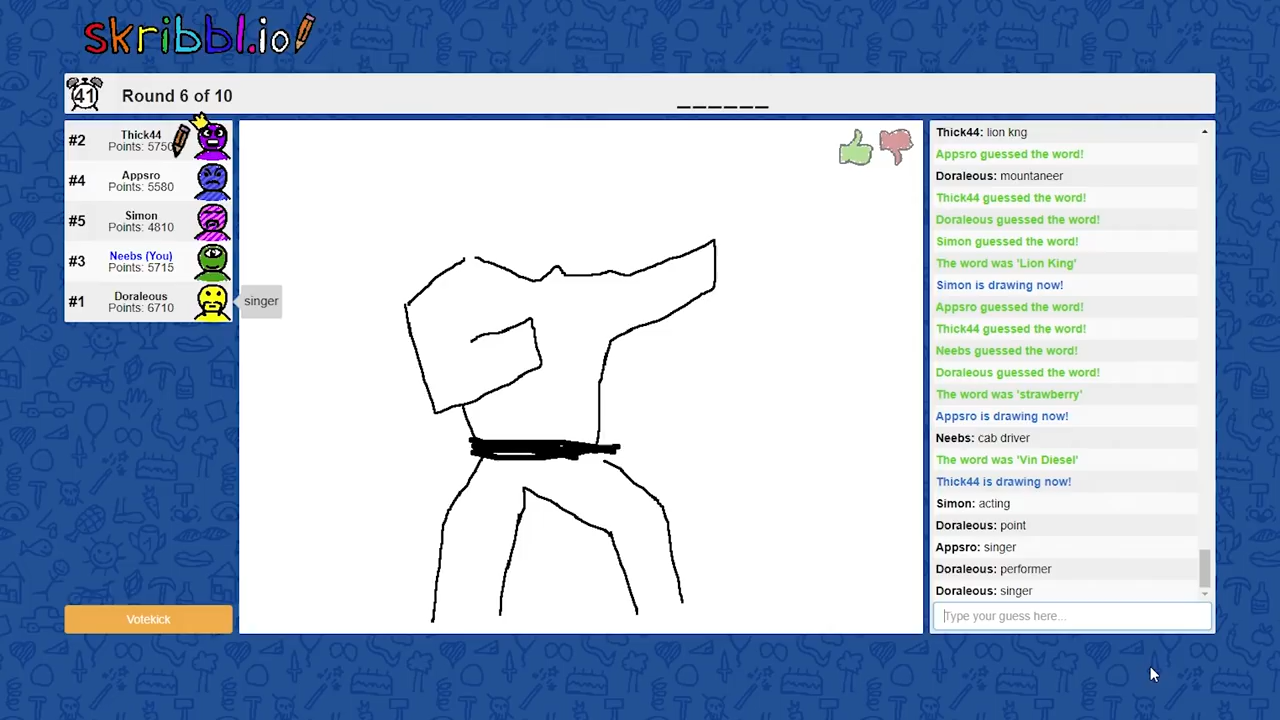 skribbl.io
41
Round 6 of 10
______
#2
Thick44
Points: 5750
#4
Appsro
Points: 5580
#5
Simon
Points: 4810
#3
Neebs (You)
Points: 5715
#1
Doraleous
Points: 6710
singer
Votekick
Thick44: lion kng
Appsro guessed the word!
Doraleous: mountaneer
Thick44 guessed the word!
Doraleous guessed the word!
Simon guessed the word!
The word was 'Lion King'
Simon is drawing now!
Appsro guessed the word!
Thick44 guessed the word!
Neebs guessed the word!
Doraleous guessed the word!
The word was 'strawberry'
Appsro is drawing now!
Neebs: cab driver
The word was 'Vin Diesel'
Thick44 is drawing now!
Simon: acting
Doraleous: point
Appsro: singer
Doraleous: performer
Doraleous: singer
Type your guess here...